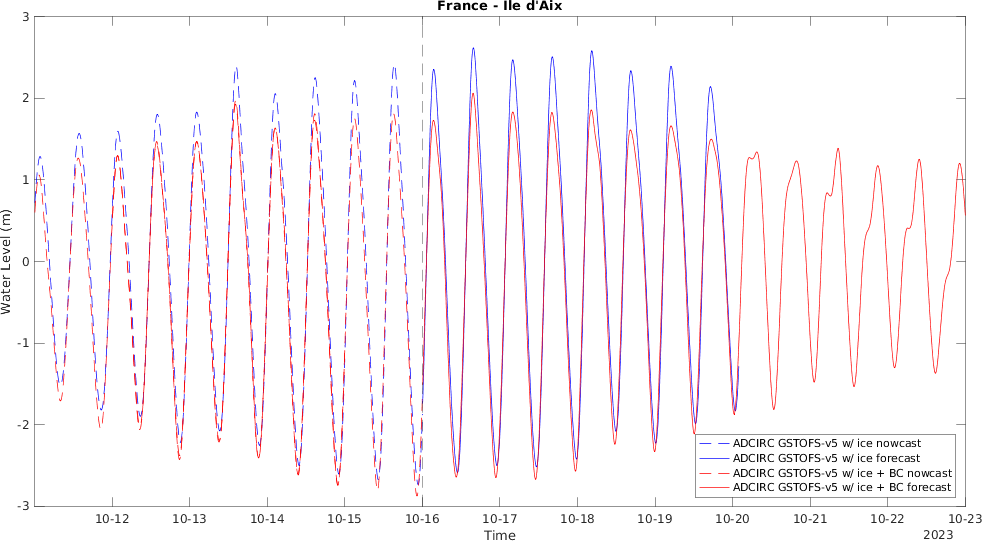 France - Ile d'Aix
3
2
1
0
-1
-2
-3
Water Level (m)
10-12 10-13 10-14 10-15 10-16 10-17 10-18 10-19 10-20 10-21 10-22 10-23
Time
2023
ADCIRC GSTOFS-v5 w/ ice nowcast
ADCIRC GSTOFS-v5 w/ ice forecast
ADCIRC GSTOFS-v5 w/ ice + BC nowcast
ADCIRC GSTOFS-v5 w/ ice + BC forecast